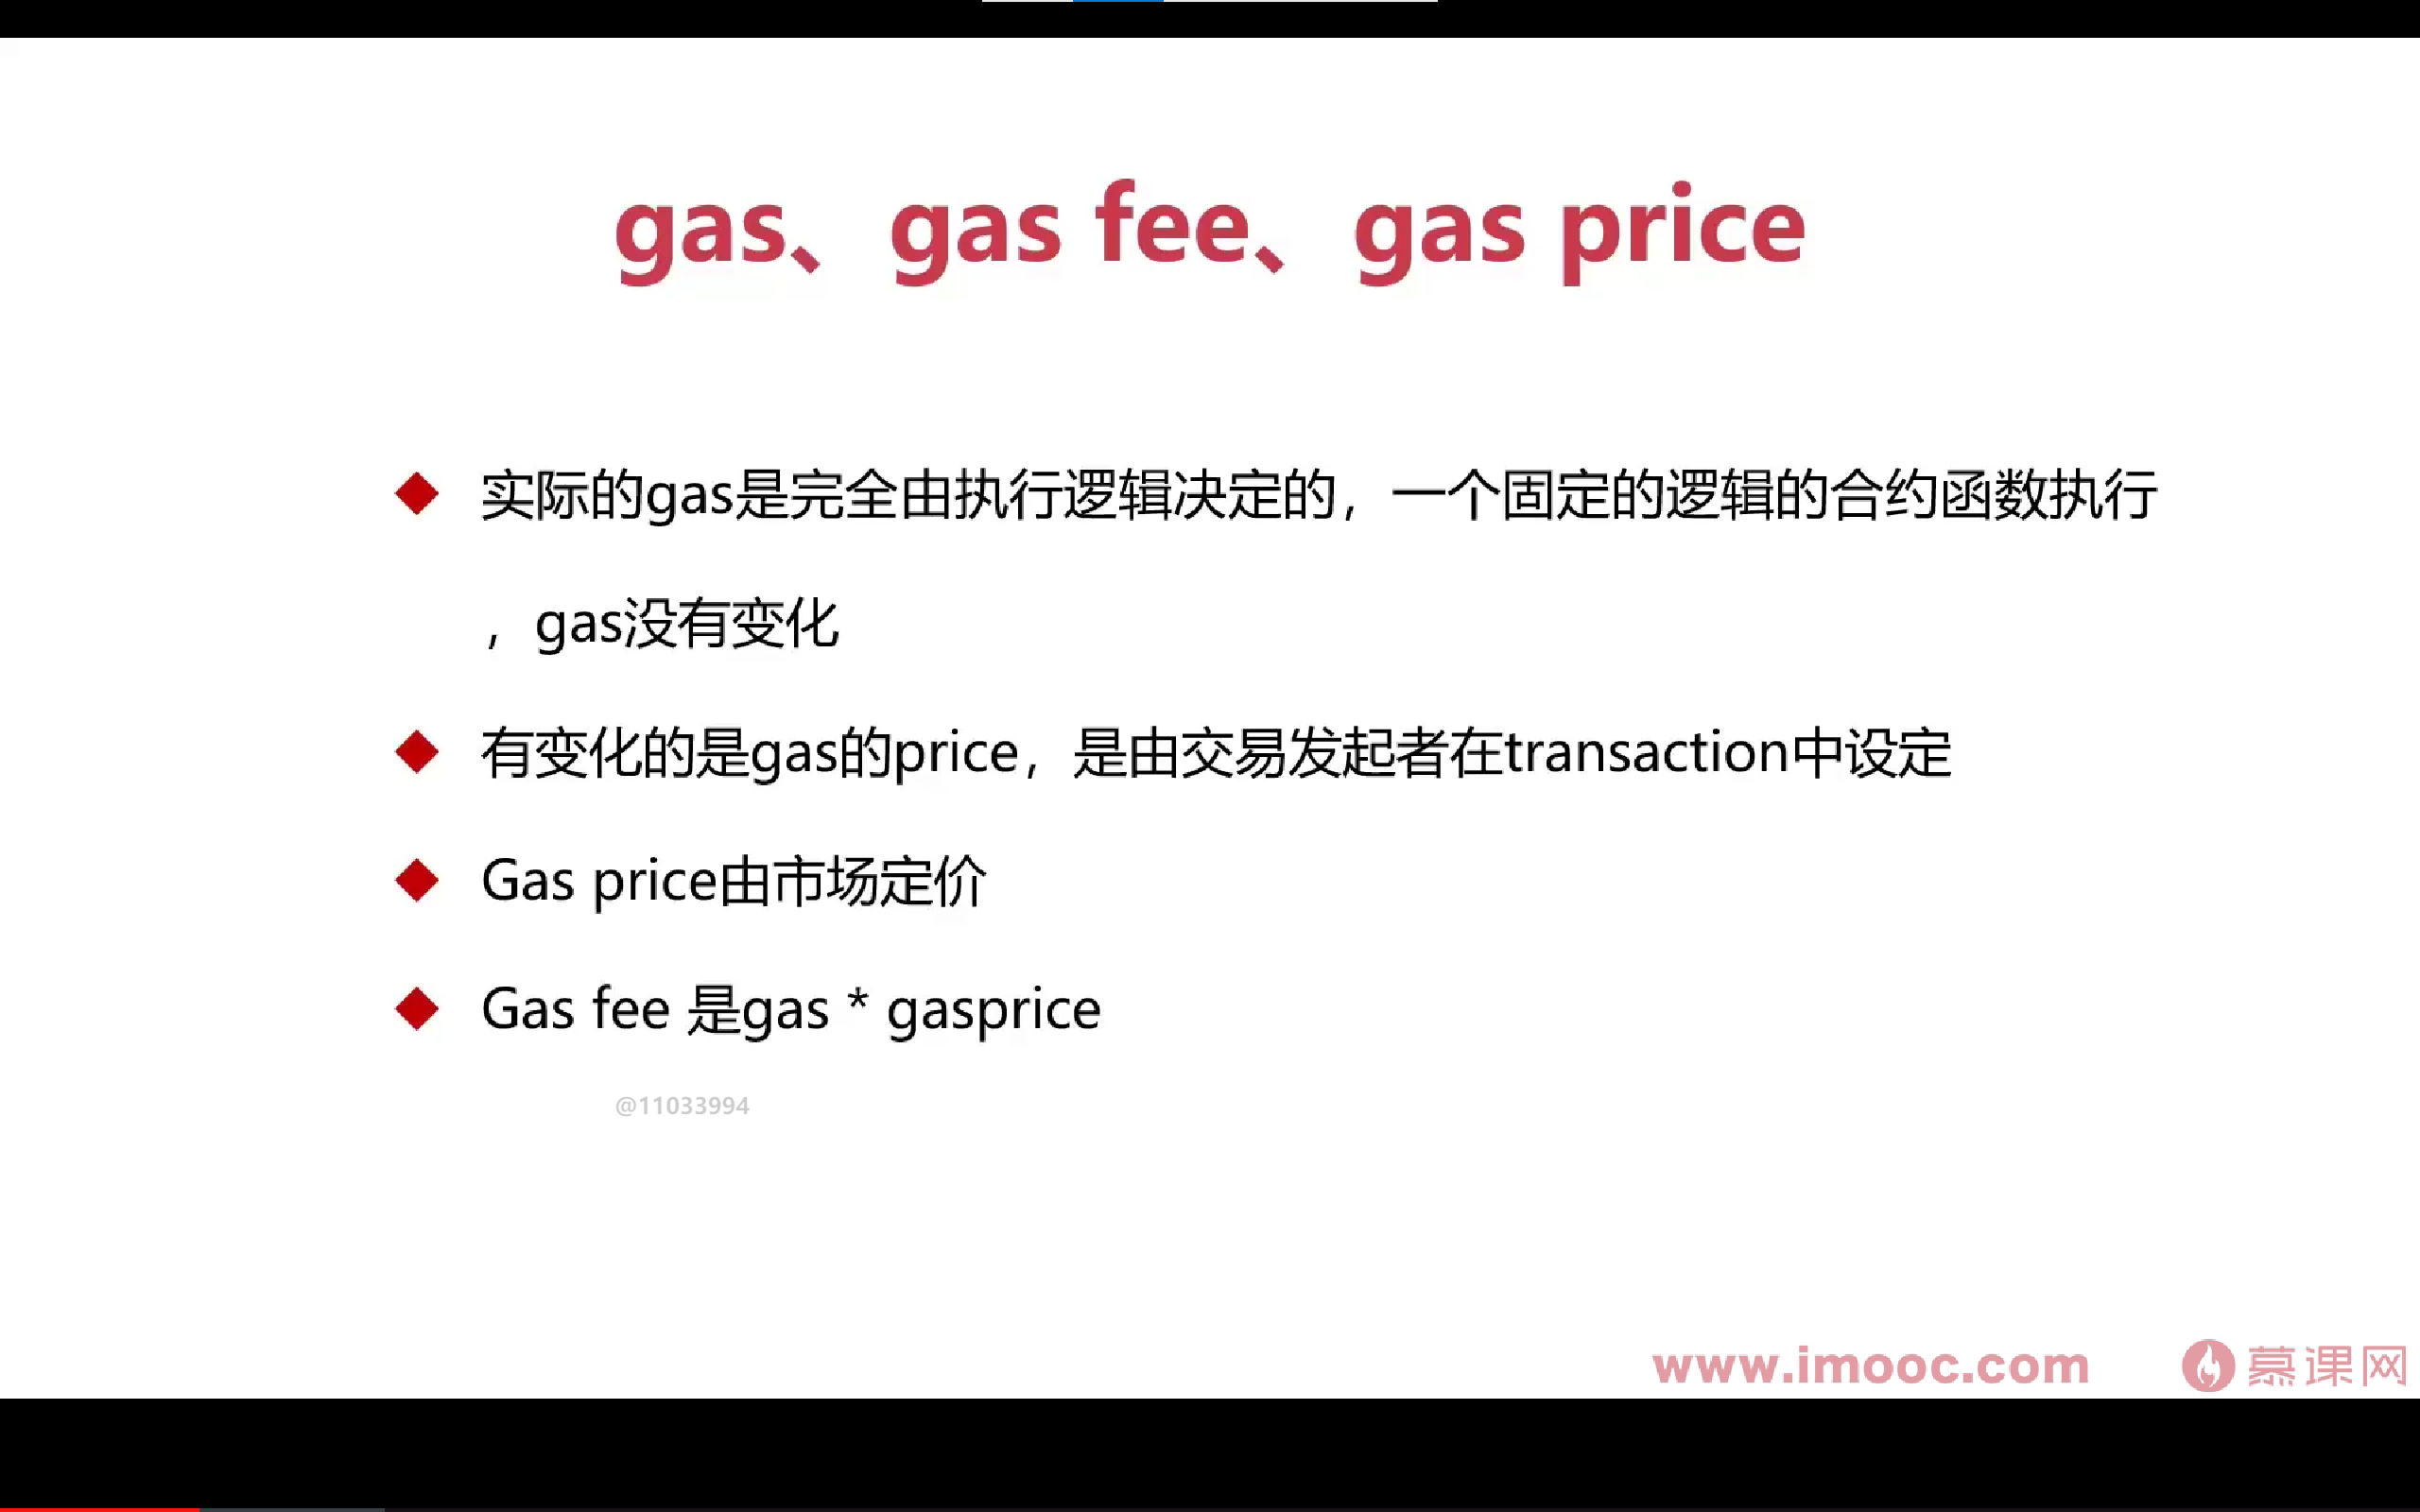 gas、gas fee、gas price
实际的gas是完全由执行逻辑决定的，一个固定的逻辑的合约函数执行
，gas没有变化
有变化的是gas的price，是由交易发起者在transaction中设定
Gas price由市场定价
Gas fee 是gas * gasprice
@11033994
www.imooc.com 慕课网